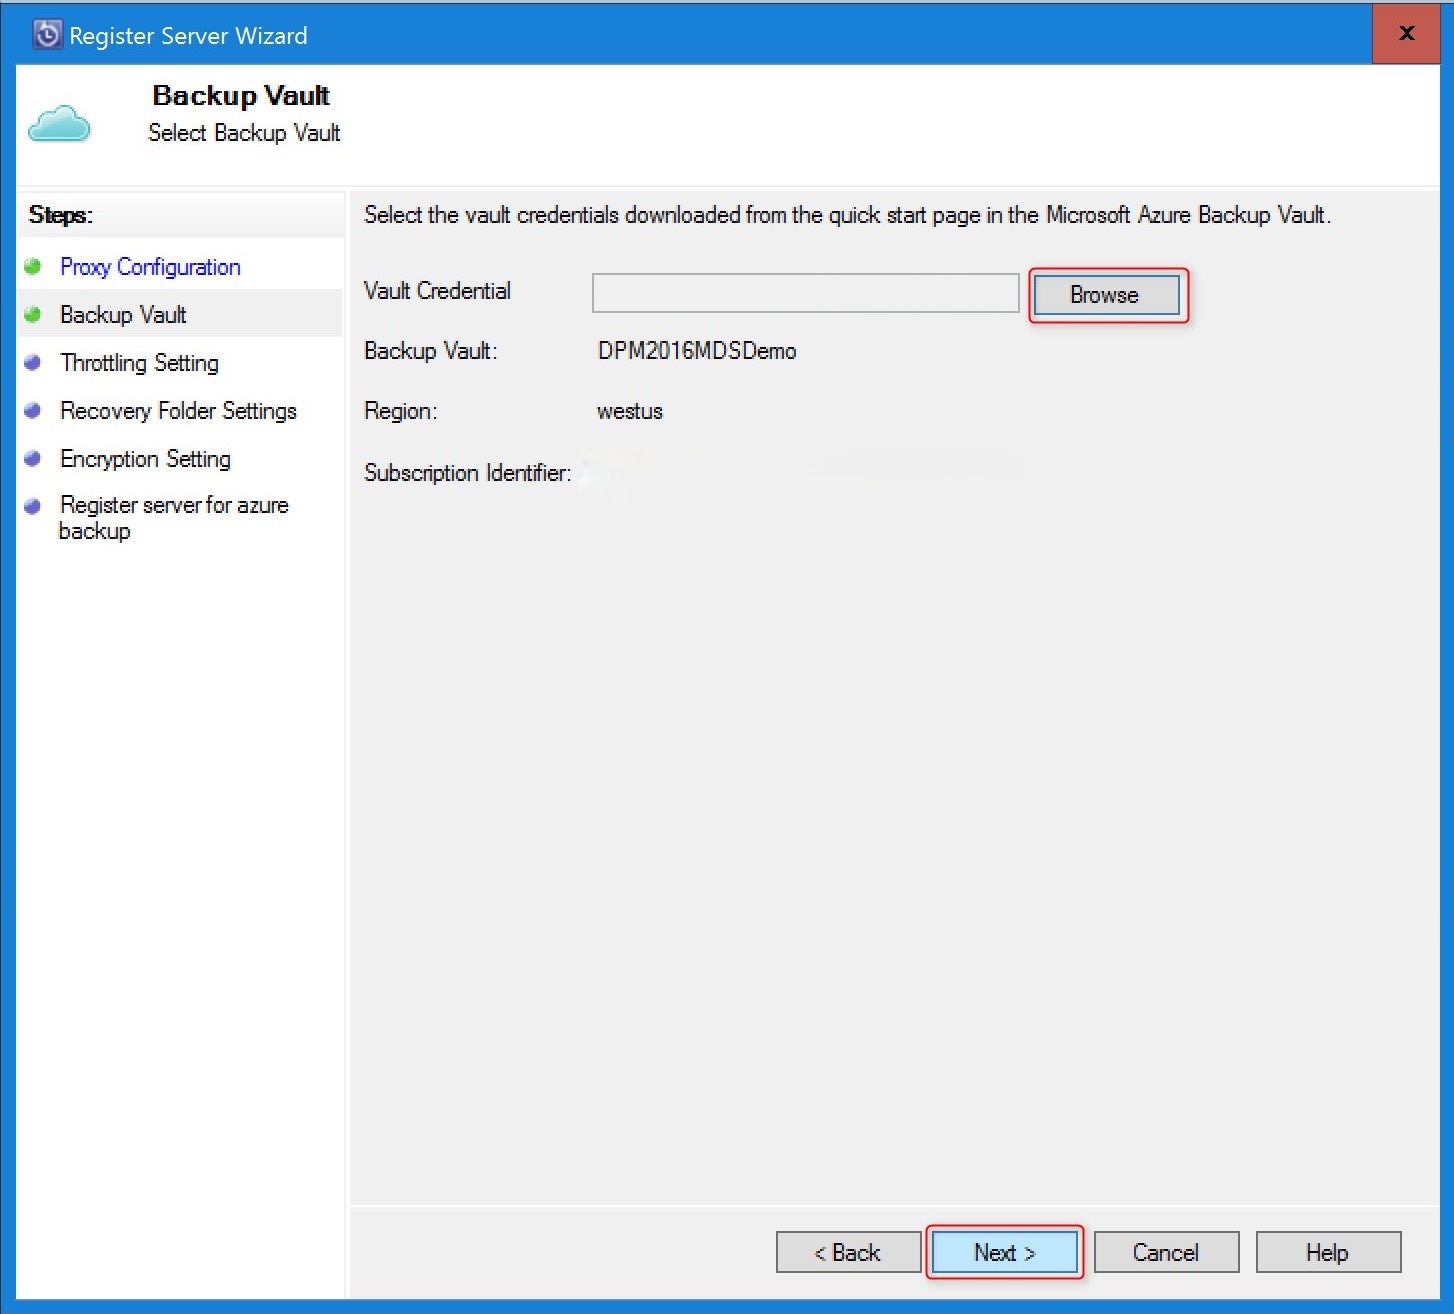 Register Server Wizard
x
Backup Vault
Select Backup Vault
Steps:
Proxy Configuration
Backup Vault
Throttling Setting
Recovery Folder Settings
Encryption Setting
Register server for azure
backup
Select the vault credentials downloaded from the quick start page in the Microsoft Azure Backup Vault.
Vault Credential
Browse
Backup Vault: DPM2016MDSDemo
Region: westus
Subscription Identifier:
< Back
Next >
Cancel
Help